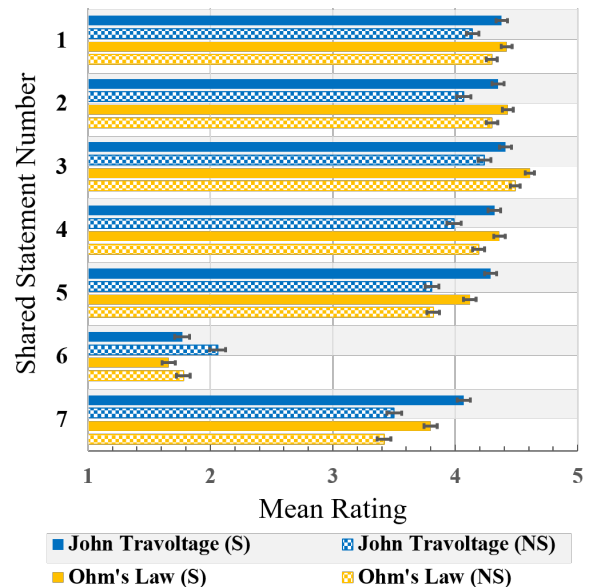 Shared Statement Number
1
2
3
4
5
6
7
1 2 3 4 5
Mean Rating
John Travoltage (S) John Travoltage (NS)
Ohm's Law (S) Ohm's Law (NS)